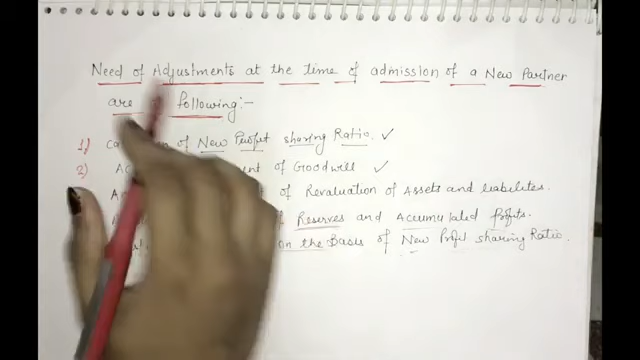 Need of Adjustments at the time of admission of a New Partner
are following:-
1) of New Profit sharing Ratio. ✓
2) of Goodwill ✓
of Revaluation of Assets and liabilities.
of Reserves and Accumulated Profits.
on the Basis of New Profit sharing Ratio.